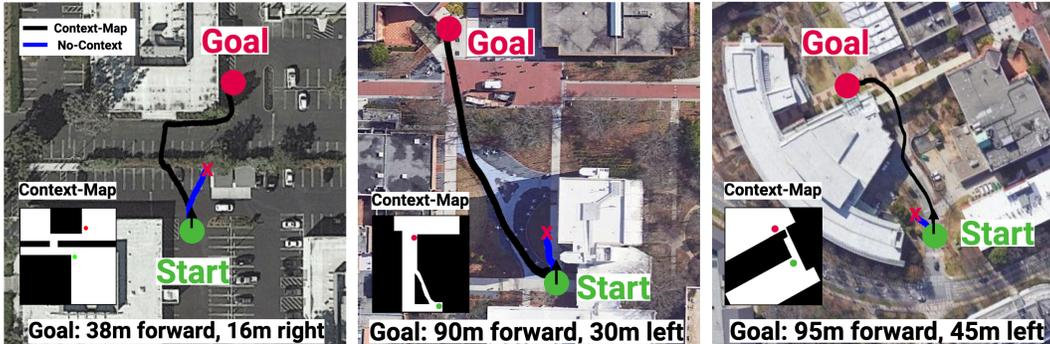 Context-Map
No-Context
Goal
x
Context-Map
Start
Goal: 38m forward, 16m right
Goal
Context-Map
x
Start
Goal: 90m forward, 30m left
Goal
Context-Map
x
Start
Goal: 95m forward, 45m left